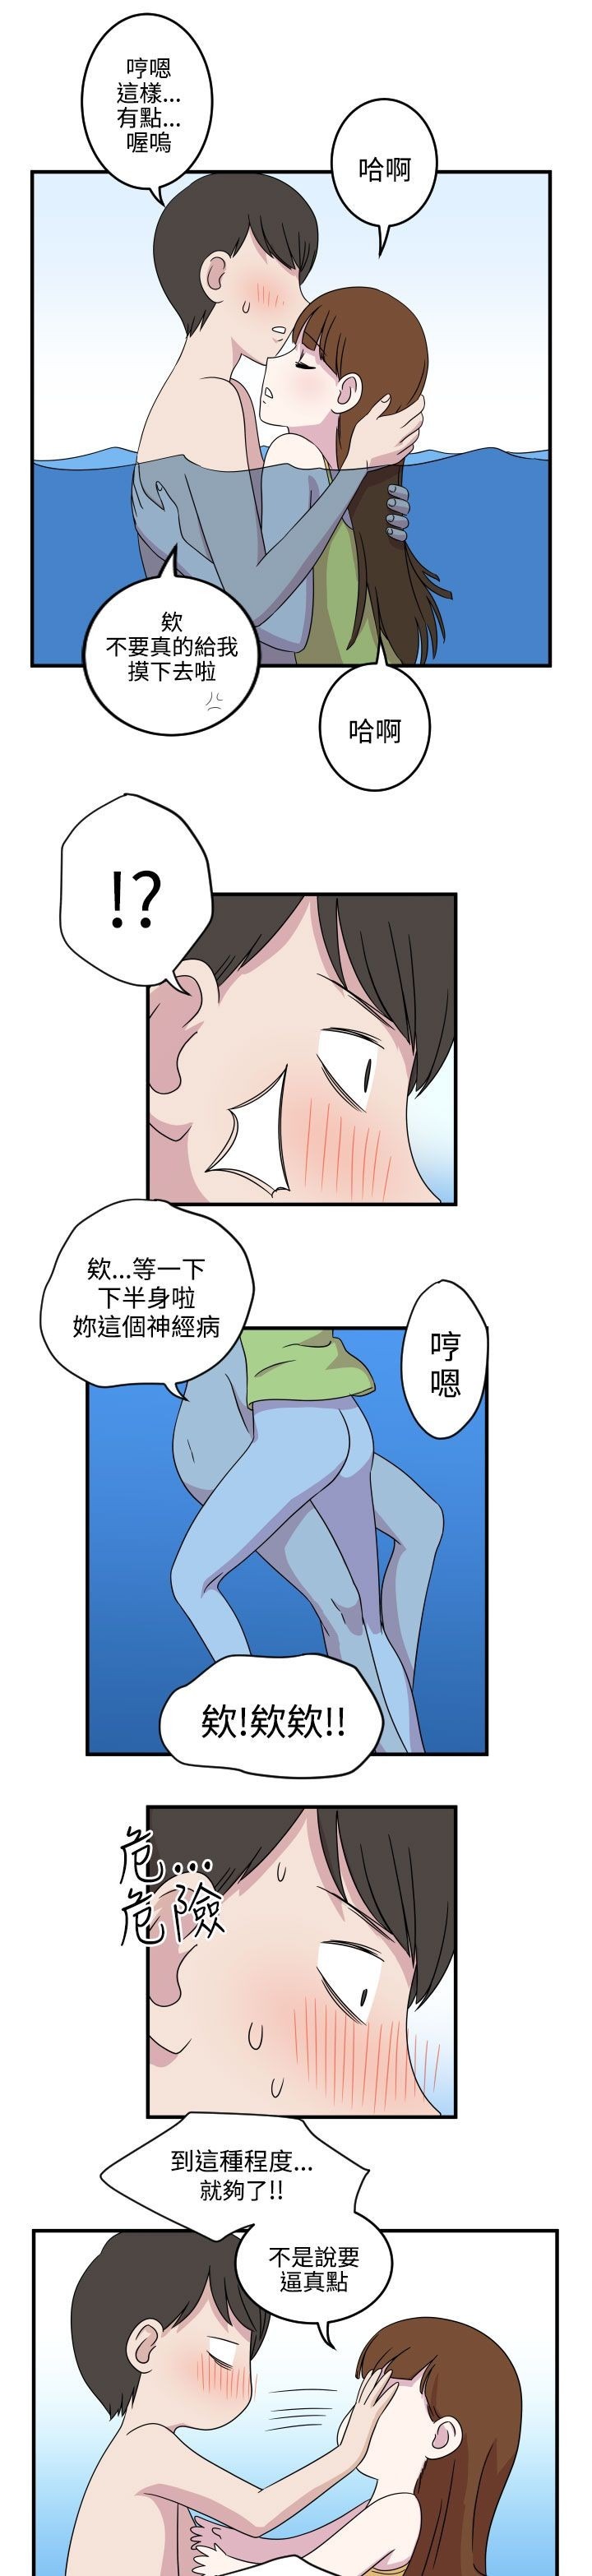 哼嗯
這樣...
有點...
喔嗚
哈啊
欸
不要真的給我
摸下去啦
哈啊
!?
欸...等一下
下半身啦
妳這個神經病
哼
嗯
欸!欸欸!!
危...
危險
到這種程度...
就夠了!!
不是說要
逼真點